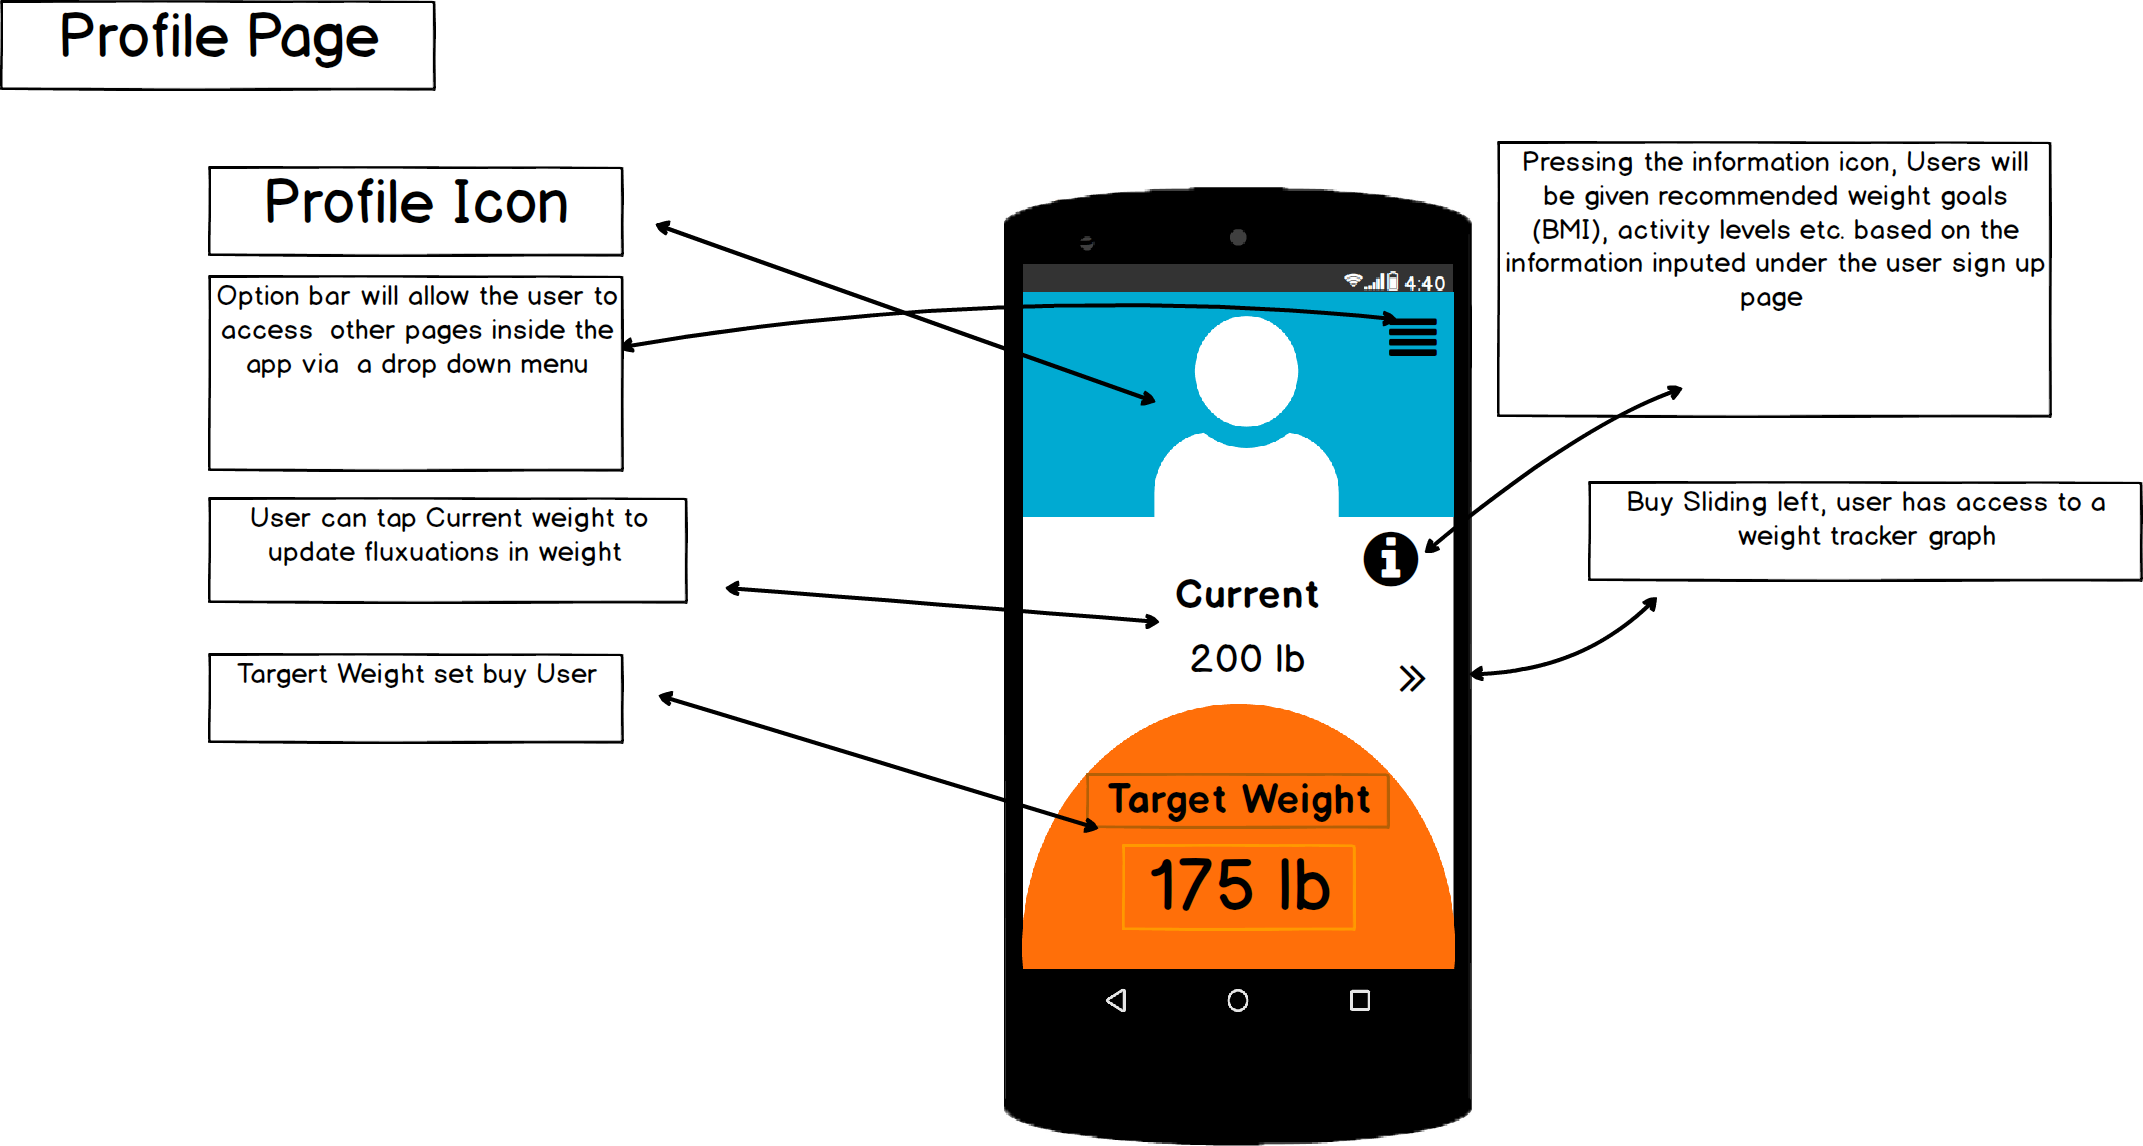 Profile Page
Profile Icon
Option bar will allow the user to
access other pages inside the
app via a drop down menu
User can tap Current weight to
update fluxuations in weight
Targert Weight set buy User
Pressing the information icon, Users will
be given recommended weight goals
(BMI), activity levels etc. based on the
information inputed under the user sign up
page
Buy Sliding left, user has access to a
weight tracker graph
4:40
Current
200 lb
Target Weight
175 lb